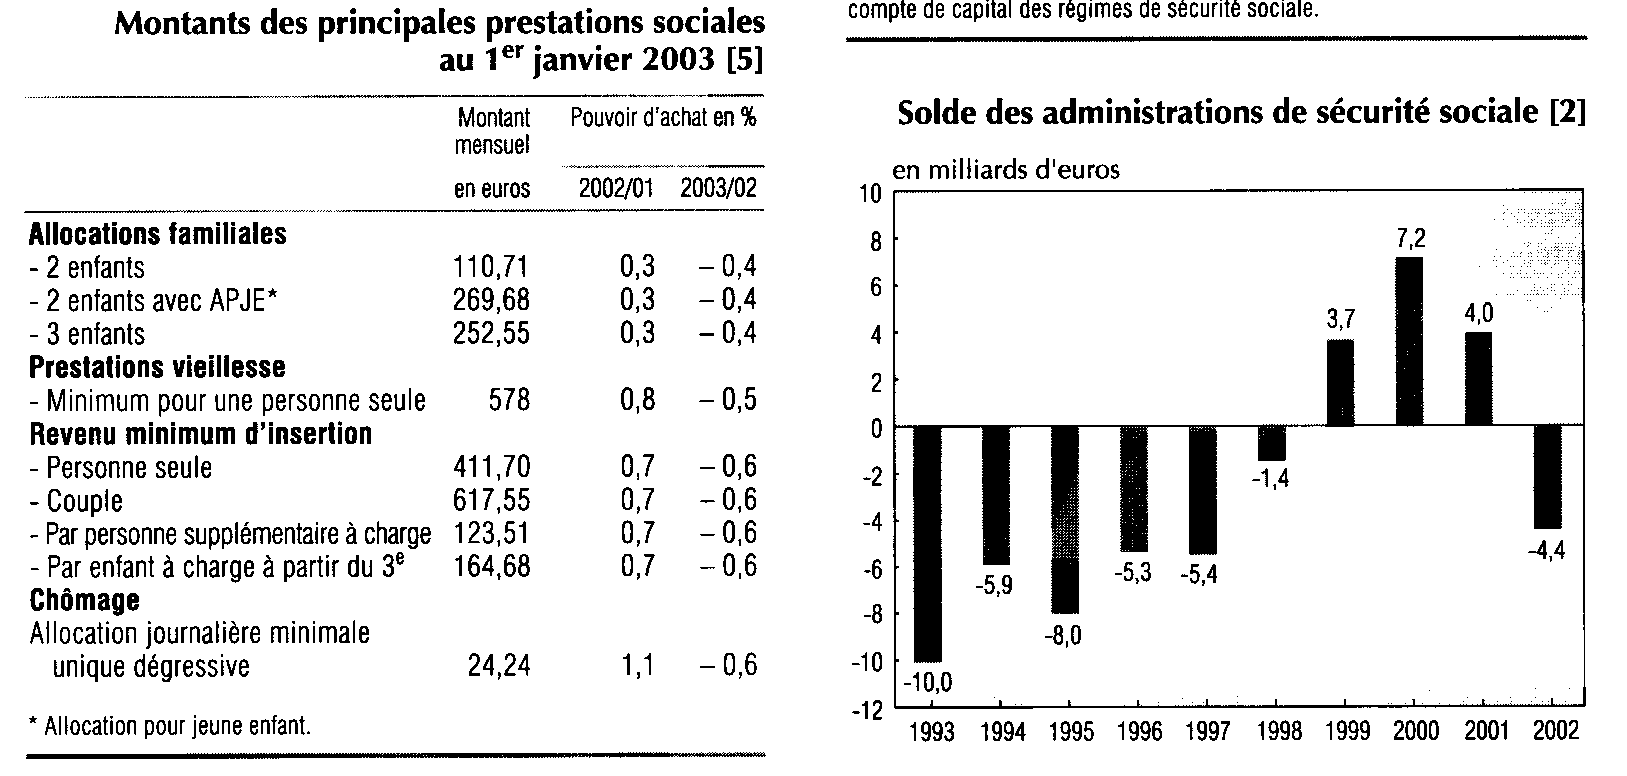 Montants des principales prestations sociales
au 1er janvier 2003 [5]
Montant Pouvoir d'achat en %
mensuel
en euros 2002/01 2003/02
Allocations familiales
- 2 enfants 110,71 0,3 – 0,4
- 2 enfants avec APJE* 269,68 0,3 – 0,4
- 3 enfants 252,55 0,3 – 0,4
Prestations vieillesse
- Minimum pour une personne seule 578 0,8 – 0,5
Revenu minimum d'insertion
- Personne seule 411,70 0,7 – 0,6
- Couple 617,55 0,7 – 0,6
- Par personne supplémentaire à charge 123,51 0,7 – 0,6
- Par enfant à charge à partir du 3e 164,68 0,7 – 0,6
Chômage
Allocation journalière minimale
unique dégressive 24,24 1,1 – 0,6
* Allocation pour jeune enfant.
compte de capital des régimes de sécurité sociale.
Solde des administrations de sécurité sociale [2]
en milliards d'euros
10
8
6
4
2
0
-2
-4
-6
-8
-10
-12
-10,0
-5,9
-8,0
-5,3
-5,4
-1,4
3,7
7,2
4,0
-4,4
1993 1994 1995 1996 1997 1998 1999 2000 2001 2002